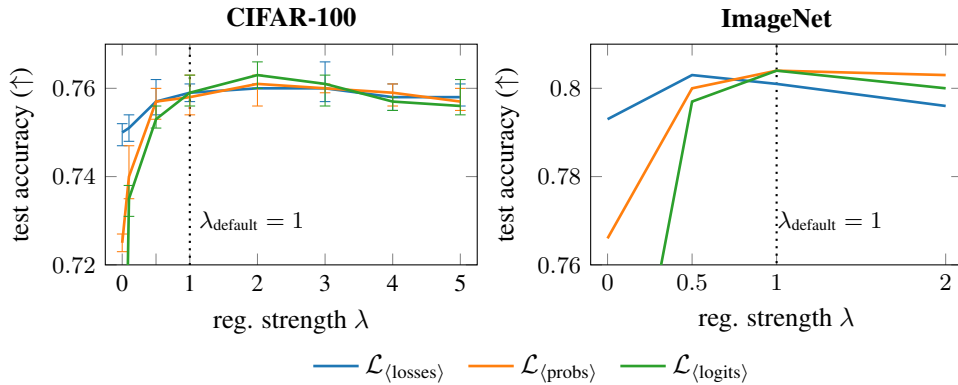 CIFAR-100
ImageNet
test accuracy (↑)
0.76
0.74
0.72
λdefault = 1
0 1 2 3 4 5
reg. strength λ
test accuracy (↑)
0.8
0.78
0.76
λdefault = 1
0 0.5 1 2
reg. strength λ
ℒ⟨losses⟩ ℒ⟨probs⟩ ℒ⟨logits⟩